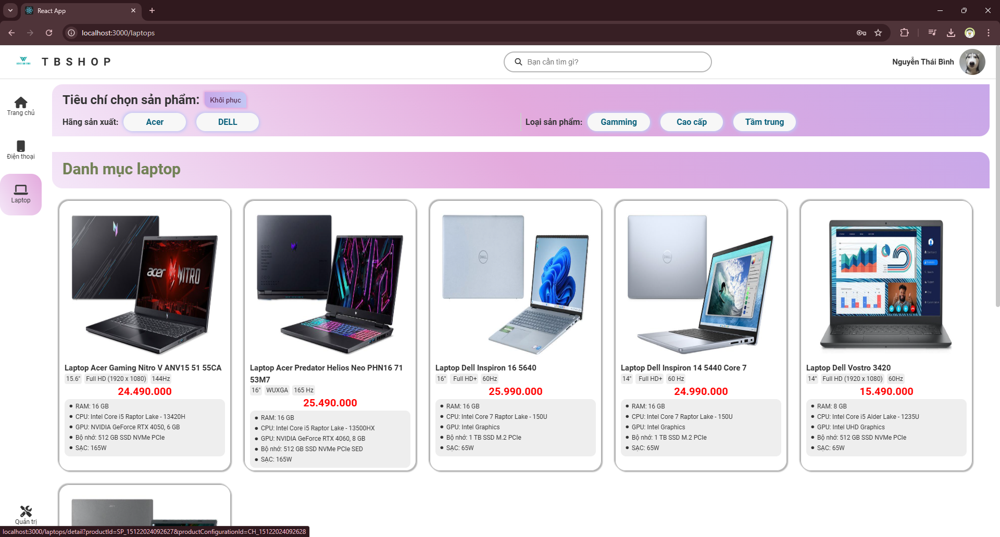 React App
localhost:3000/laptops
TBSHOP
Bạn cần tìm gì?
Nguyễn Thái Bình
Trang chủ
Điện thoại
Laptop
Tiêu chí chọn sản phẩm:
Khôi phục
Hãng sản xuất:
Acer
DELL
Loại sản phẩm:
Gamming
Cao cấp
Tầm trung
Danh mục laptop
acer NITRO
Laptop Acer Gaming Nitro V ANV15 51 55CA
15.6" Full HD (1920 x 1080) 144Hz
24.490.000
RAM: 16 GB
CPU: Intel Core i5 Raptor Lake - 13420H
GPU: NVIDIA GeForce RTX 4050, 6 GB
Bộ nhớ: 512 GB SSD NVMe PCIe
SẠC: 165W
Laptop Acer Predator Helios Neo PHN16 71
53M7
16" WUXGA 165 Hz
25.490.000
RAM: 16 GB
CPU: Intel Core i5 Raptor Lake - 13500HX
GPU: NVIDIA GeForce RTX 4060, 8 GB
Bộ nhớ: 512 GB SSD NVMe PCIe SED
SẠC: 165W
DELL
Laptop Dell Inspiron 16 5640
16" Full HD+ 60Hz
25.990.000
RAM: 16 GB
CPU: Intel Core 7 Raptor Lake - 150U
GPU: Intel Graphics
Bộ nhớ: 1 TB SSD M.2 PCIe
SẠC: 65W
DELL
Laptop Dell Inspiron 14 5440 Core 7
14" Full HD+ 60 Hz
24.990.000
RAM: 16 GB
CPU: Intel Core 7 Raptor Lake - 150U
GPU: Intel Graphics
Bộ nhớ: 1 TB SSD M.2 PCIe
SẠC: 65W
Laptop Dell Vostro 3420
14" Full HD (1920 x 1080) 60Hz
15.490.000
RAM: 8 GB
CPU: Intel Core i5 Alder Lake - 1235U
GPU: Intel UHD Graphics
Bộ nhớ: 512 GB SSD NVMe PCIe
SẠC: 65W
Quản trị
localhost:3000/laptops/detail?productId=SP_15122024092627&productConfigurationId=CH_15122024092628